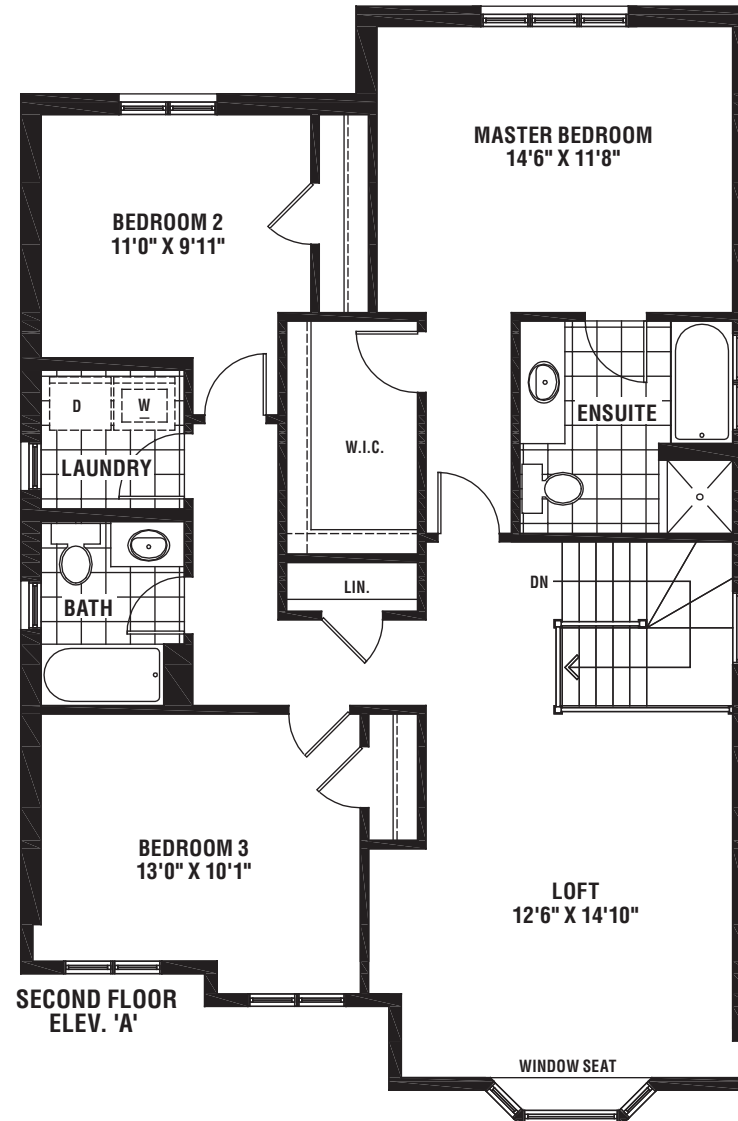 MASTER BEDROOM
14'6" X 11'8"
BEDROOM 2
11'0" X 9'11"
D
W
LAUNDRY
W.I.C.
ENSUITE
LIN.
DN
BATH
BEDROOM 3
13'0" X 10'1"
LOFT
12'6" X 14'10"
SECOND FLOOR
ELEV. 'A'
WINDOW SEAT